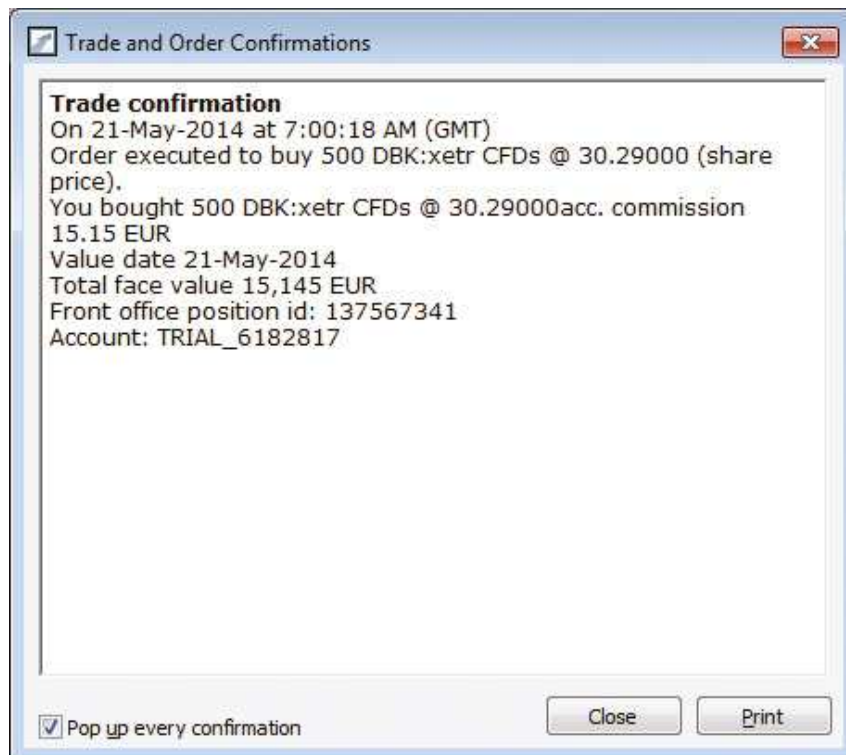 Trade and Order Confirmations
Trade confirmation
On 21-May-2014 at 7:00:18 AM (GMT)
Order executed to buy 500 DBK:xetr CFDs @ 30.29000 (share
price).
You bought 500 DBK:xetr CFDs @ 30.29000acc. commission
15.15 EUR
Value date 21-May-2014
Total face value 15,145 EUR
Front office position id: 137567341
Account: TRIAL_6182817
Pop up every confirmation
Close
Print